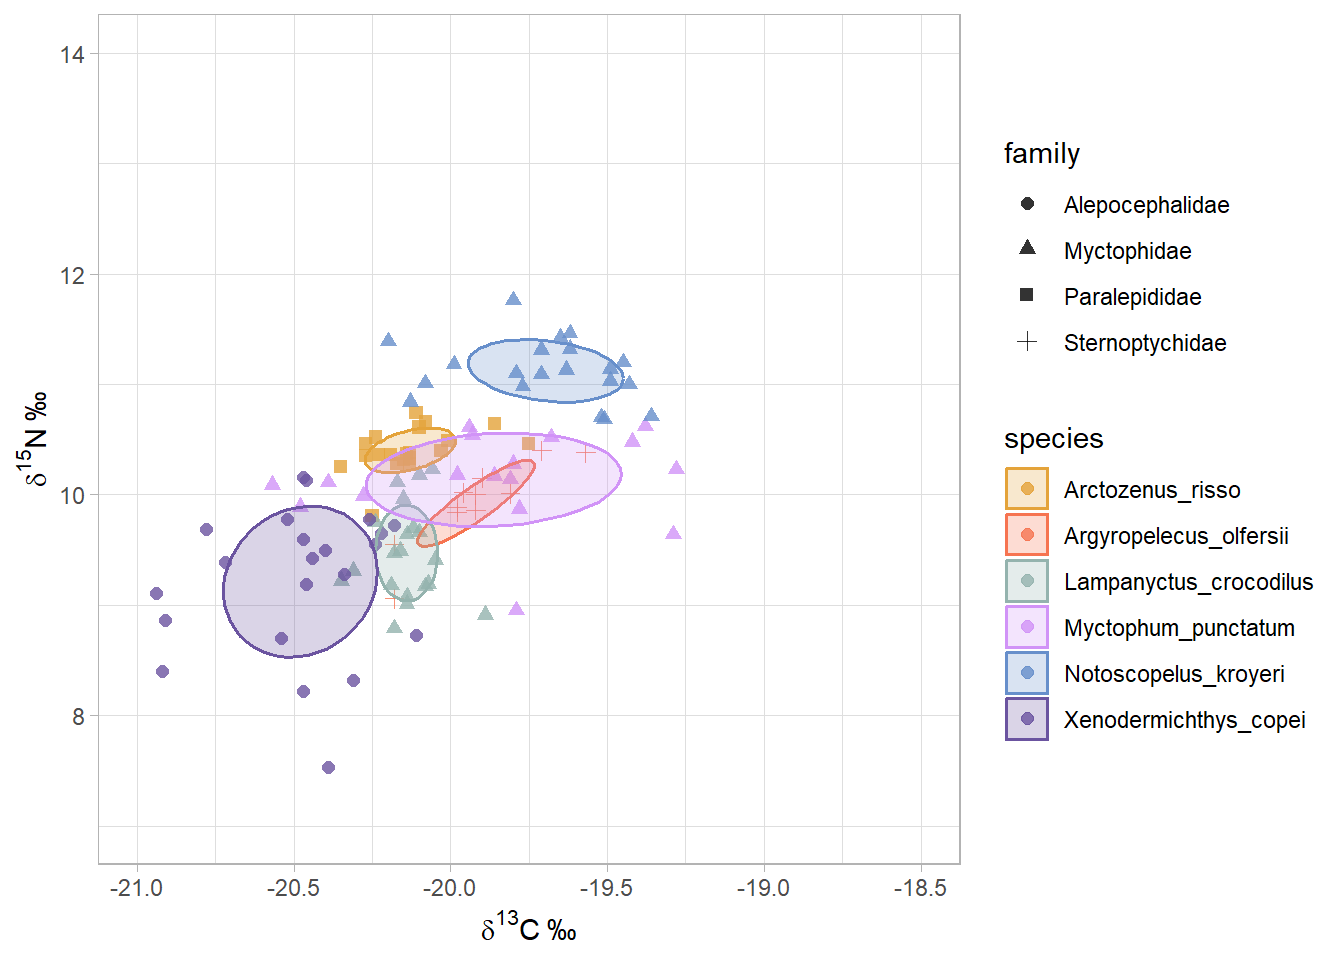 14
12
10
8
δ15N ‰
-21.0 -20.5 -20.0 -19.5 -19.0 -18.5
δ13C ‰
family
Alepocephalidae
Myctophidae
Paralepididae
Sternoptychidae
species
Arctozenus_risso
Argyropelecus_olfersii
Lampanyctus_crocodilus
Myctophum_punctatum
Notoscopelus_kroyeri
Xenodermichthys_copei